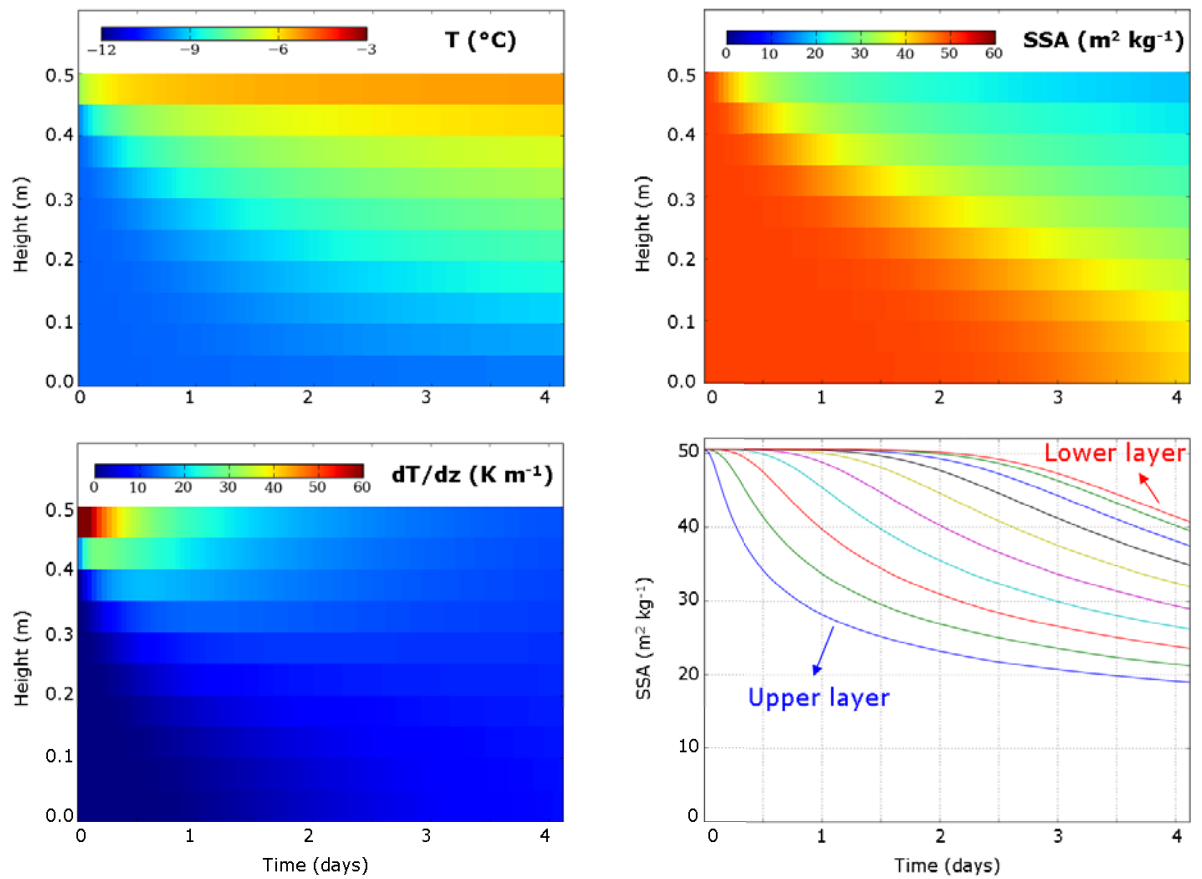 −12 −9 −6 −3
T (°C)
0.5
0.4
0.3
0.2
0.1
0.0
Height (m)
0 1 2 3 4
0 10 20 30 40 50 60
SSA (m² kg⁻¹)
0.5
0.4
0.3
0.2
0.1
0.0
Height (m)
0 1 2 3 4
0 10 20 30 40 50 60
dT/dz (K m⁻¹)
0.5
0.4
0.3
0.2
0.1
0.0
Height (m)
0 1 2 3 4
Time (days)
50
40
30
20
10
0
SSA (m² kg⁻¹)
Lower layer
Upper layer
0 1 2 3 4
Time (days)